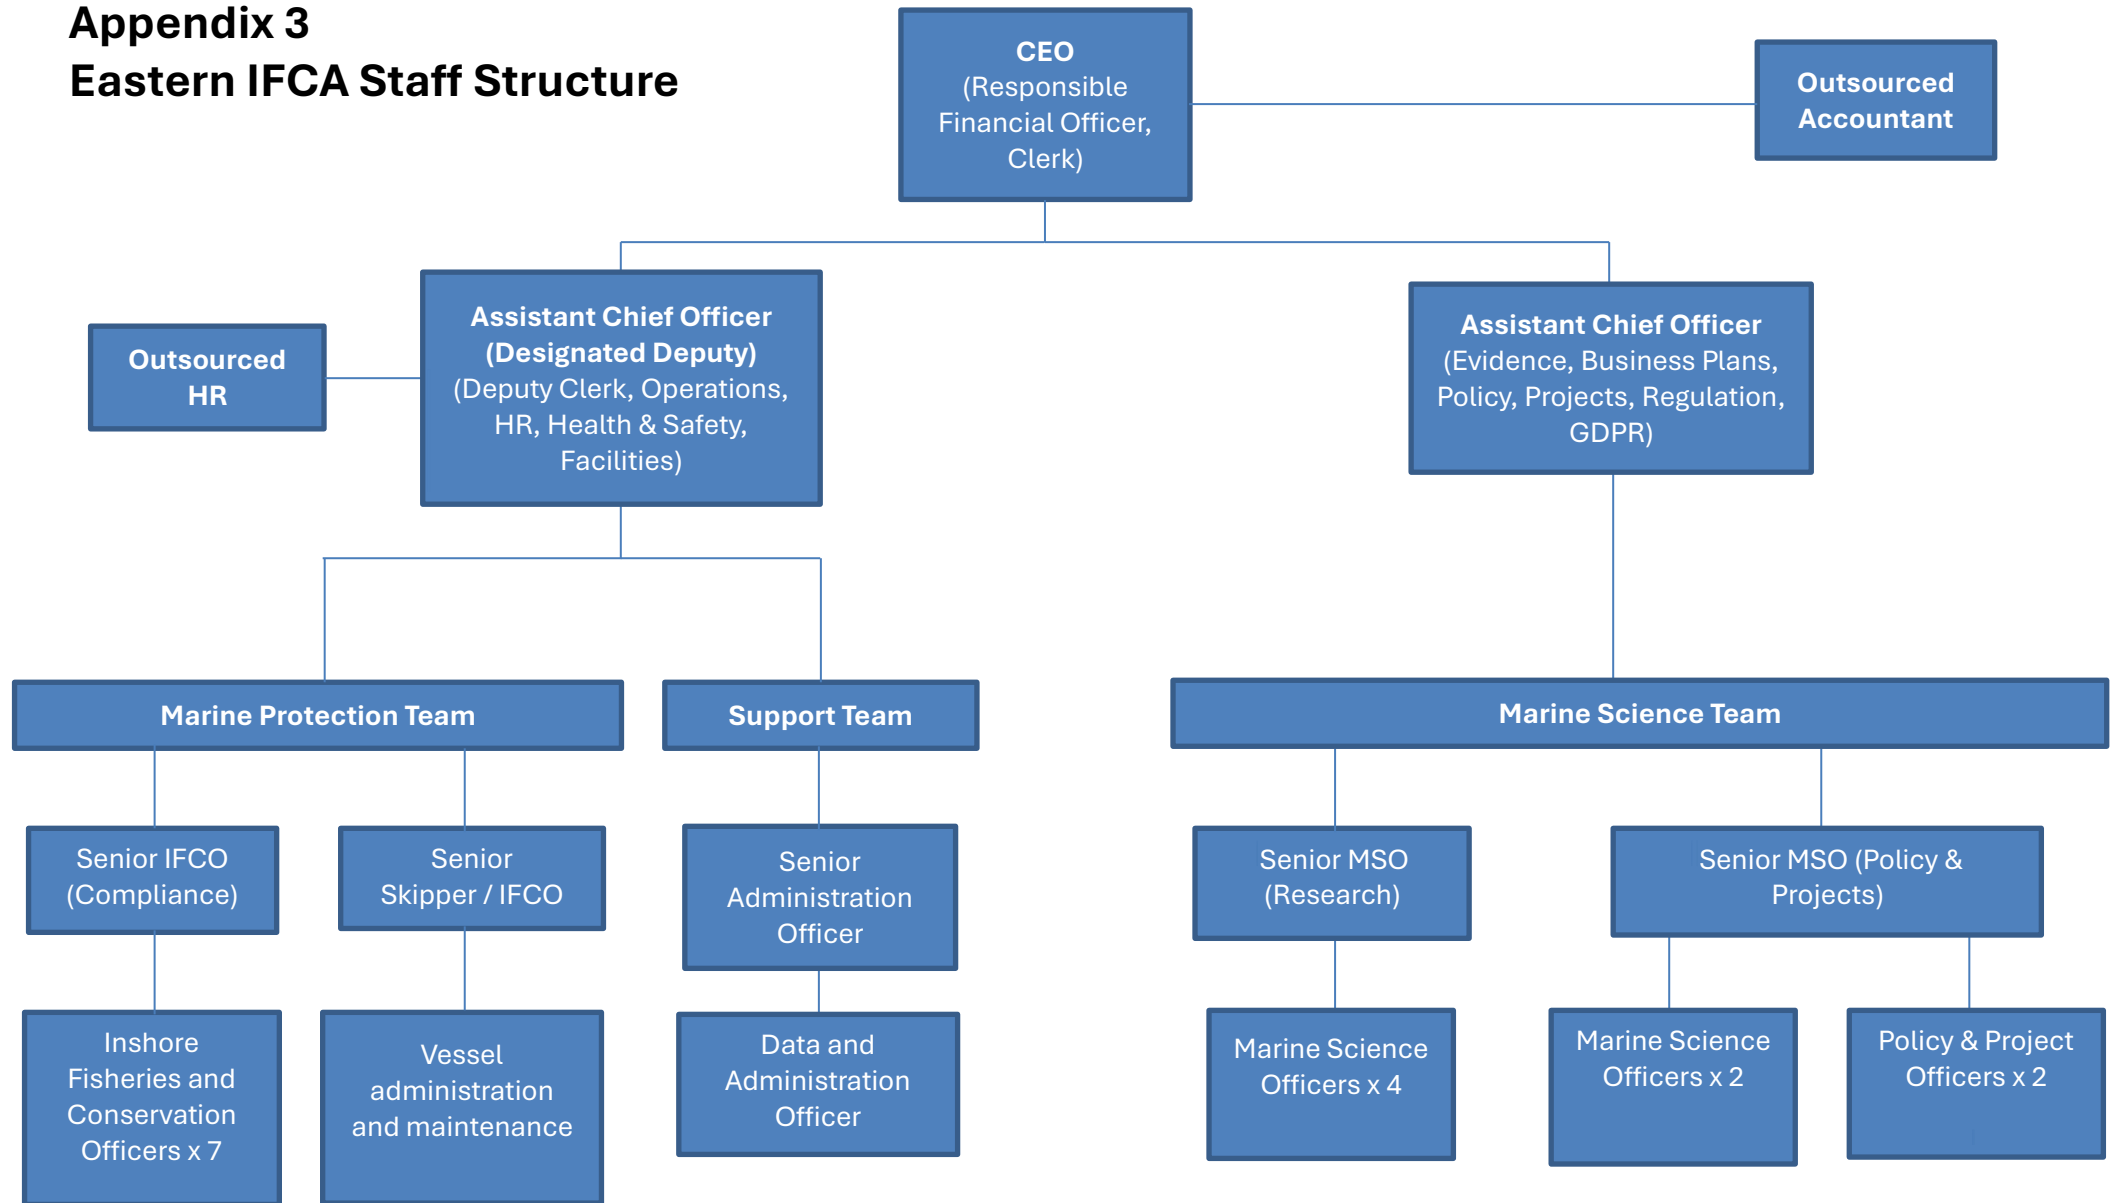 Appendix 3
Eastern IFCA Staff Structure
CEO
(Responsible
Financial Officer,
Clerk)
Outsourced
Accountant
Outsourced
HR
Assistant Chief Officer
(Designated Deputy)
(Deputy Clerk, Operations,
HR, Health & Safety,
Facilities)
Assistant Chief Officer
(Evidence, Business Plans,
Policy, Projects, Regulation,
GDPR)
Marine Protection Team
Support Team
Marine Science Team
Senior IFCO
(Compliance)
Senior
Skipper / IFCO
Senior
Administration
Officer
Senior MSO
(Research)
Senior MSO (Policy &
Projects)
Inshore
Fisheries and
Conservation
Officers x 7
Vessel
administration
and maintenance
Data and
Administration
Officer
Marine Science
Officers x 4
Marine Science
Officers x 2
Policy & Project
Officers x 2